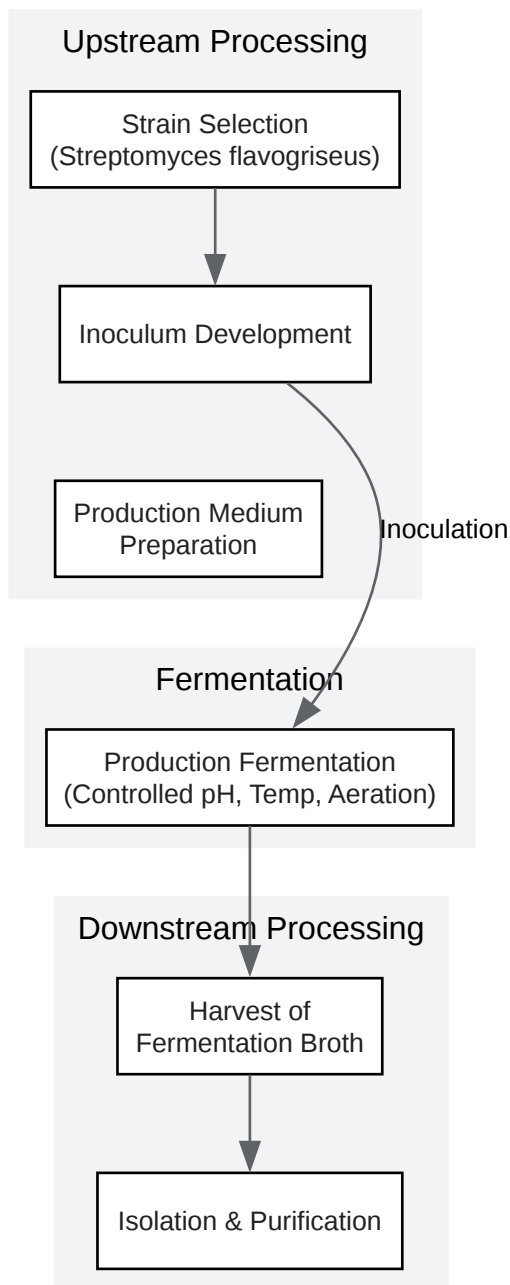 Upstream Processing
Strain Selection
(Streptomyces flavogriseus)
Inoculum Development
Production Medium
Preparation
Inoculation
Fermentation
Production Fermentation
(Controlled pH, Temp, Aeration)
Downstream Processing
Harvest of
Fermentation Broth
Isolation & Purification